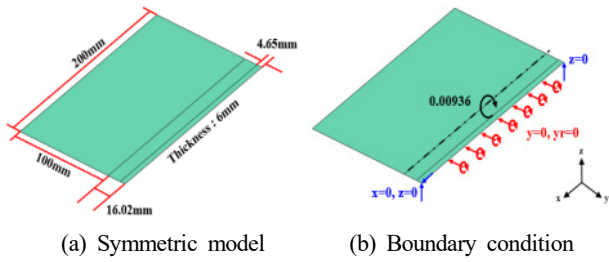 200mm
4.65mm
Thickness : 6mm
100mm
16.02mm
z=0
0.00936
y=0, yr=0
x=0, z=0
z
x
y
(a) Symmetric model
(b) Boundary condition